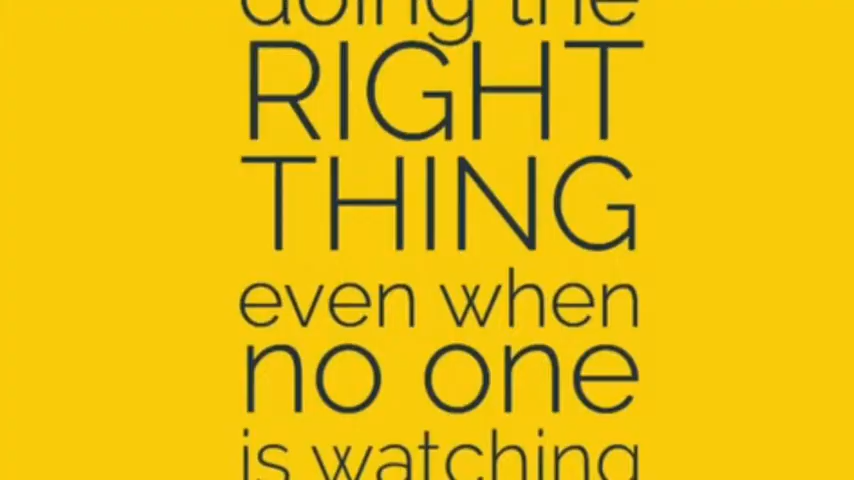 doing the
RIGHT
THING
even when
no one
is watching